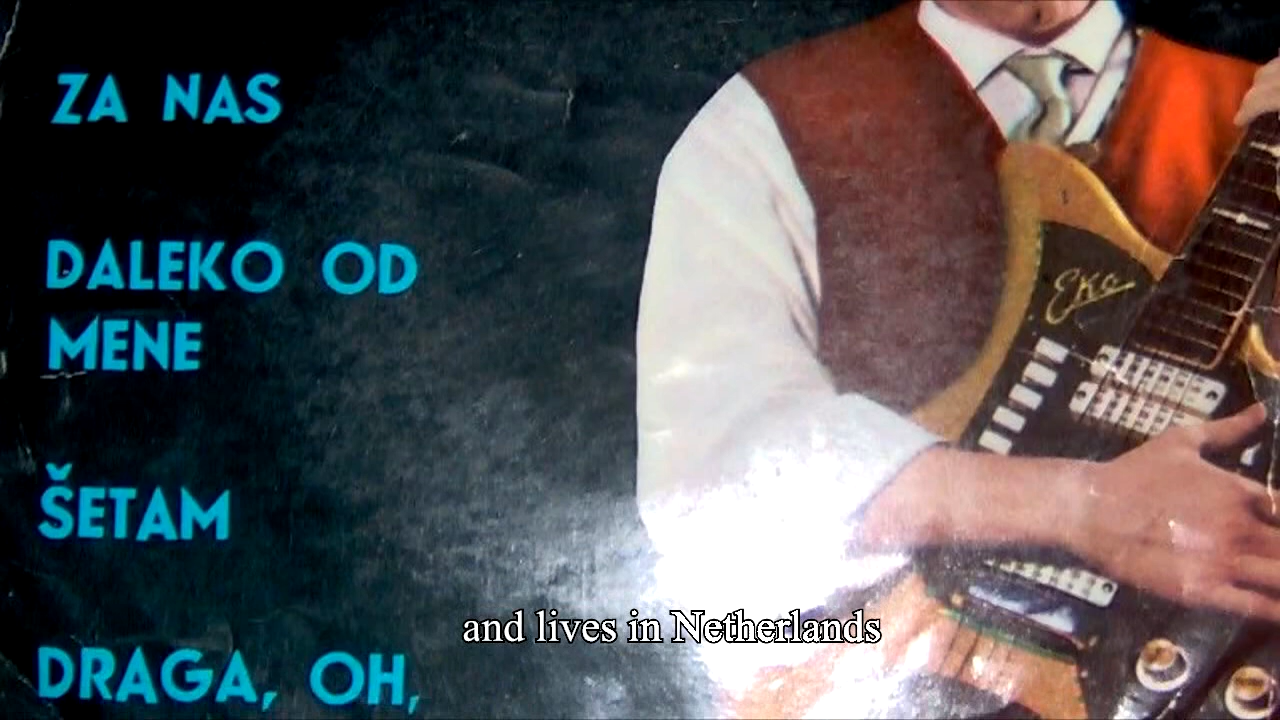 ZA NAS
DALEKO OD
MENE
Eko
ŠETAM
and lives in Netherlands
DRAGA, OH,